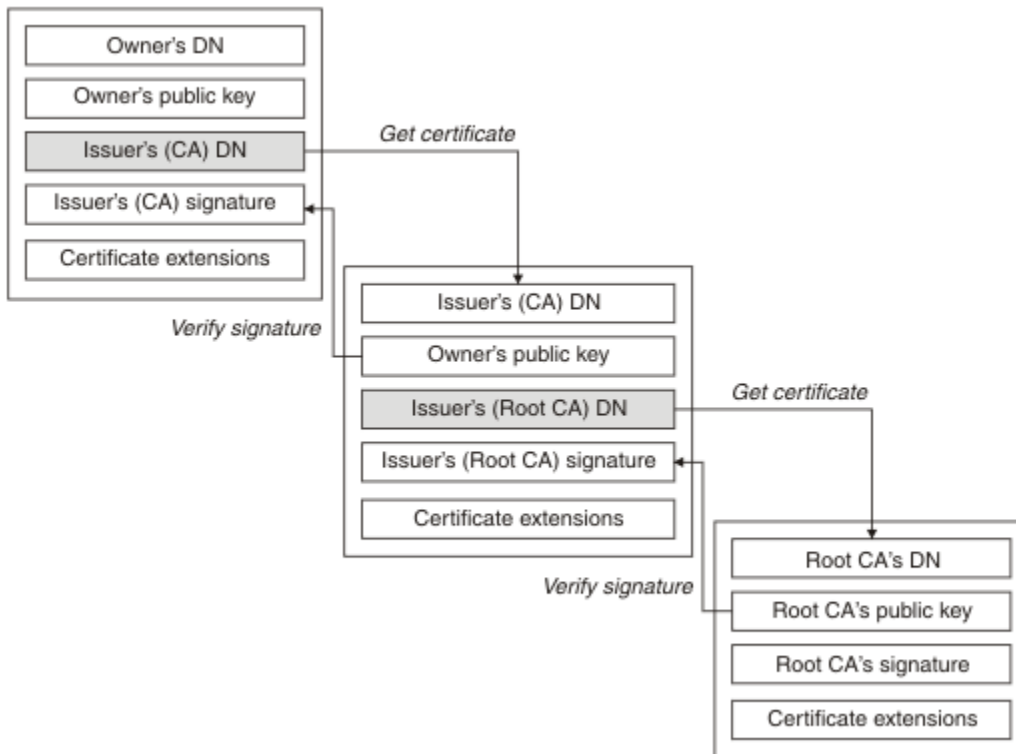 Owner's DN
Owner's public key
Issuer's (CA) DN
Issuer's (CA) signature
Certificate extensions
Get certificate
Verify signature
Issuer's (CA) DN
Owner's public key
Issuer's (Root CA) DN
Issuer's (Root CA) signature
Certificate extensions
Get certificate
Verify signature
Root CA's DN
Root CA's public key
Root CA's signature
Certificate extensions